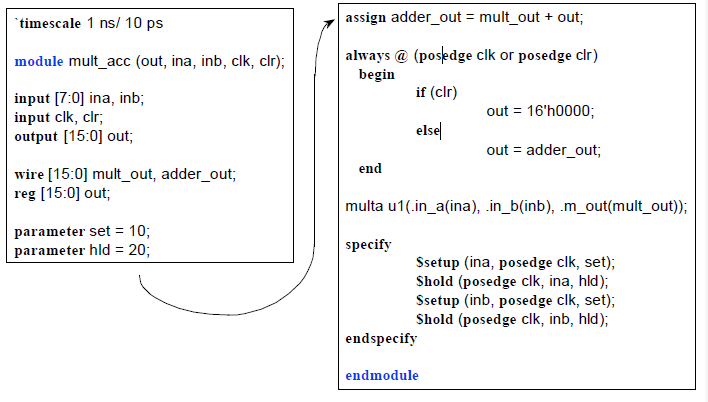 `timescale 1 ns/ 10 ps
module mult_acc (out, ina, inb, clk, clr);
input [7:0] ina, inb;
input clk, clr;
output [15:0] out;
wire [15:0] mult_out, adder_out;
reg [15:0] out;
parameter set = 10;
parameter hld = 20;
assign adder_out = mult_out + out;
always @ (posedge clk or posedge clr)
begin
if (clr)
out = 16'h0000;
else
out = adder_out;
end
multa u1(.in_a(ina), .in_b(inb), .m_out(mult_out));
specify
$setup (ina, posedge clk, set);
$hold (posedge clk, ina, hld);
$setup (inb, posedge clk, set);
$hold (posedge clk, inb, hld);
endspecify
endmodule